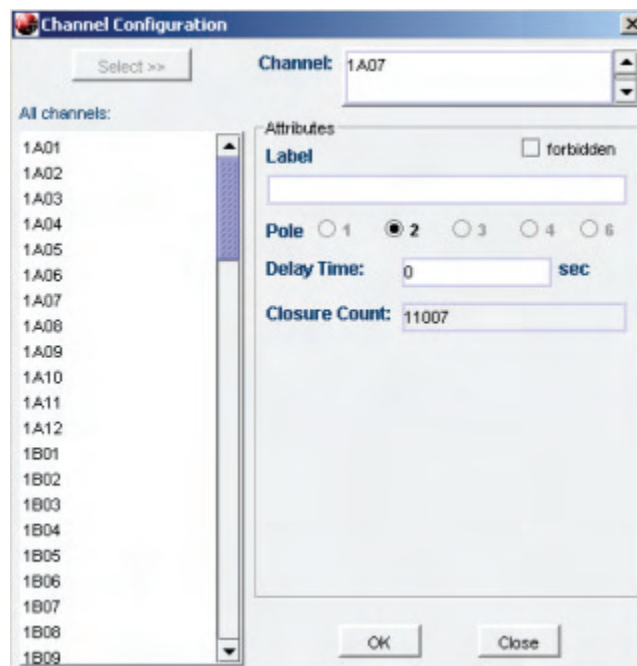 Channel Configuration
Select >>
Channel:
1A07
All channels:
1A01
1A02
1A03
1A04
1A05
1A06
1A07
1A08
1A09
1A10
1A11
1A12
1B01
1B02
1B03
1B04
1B05
1B06
1B07
1B08
1B09
Attributes
Label
forbidden
Pole 1 2 3 4 6
Delay Time: 0 sec
Closure Count: 11007
OK
Close